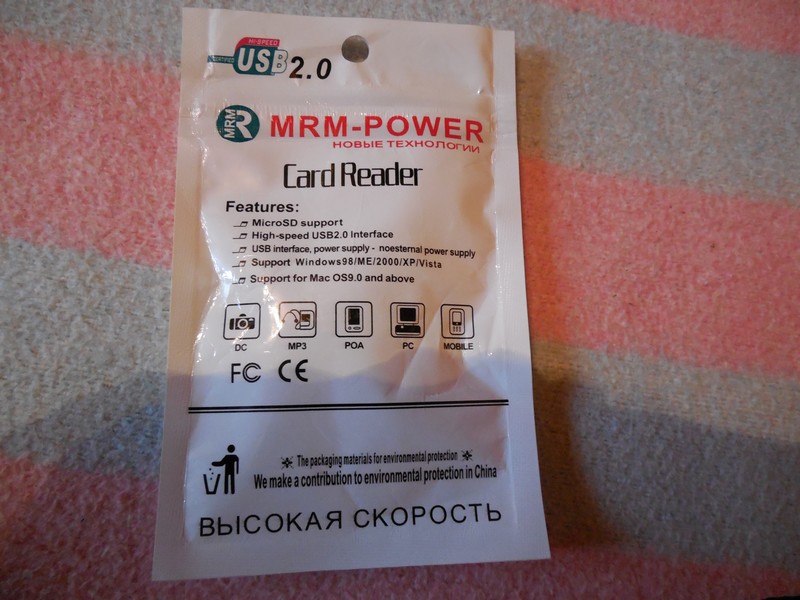 HI-SPEED
CERTIFIED USB 2.0
MRM R MRM-POWER
НОВЫЕ ТЕХНОЛОГИИ
Card Reader
Features:
MicroSD support
High-speed USB2.0 Interface
USB interface, power supply - noesternal power supply
Support Windows98/ME/2000/XP/Vista
Support for Mac OS9.0 and above
DC MP3 POA PC MOBILE
FC CE
The packaging materials for environmental protection
We make a contribution to environmental protection in China
ВЫСОКАЯ СКОРОСТЬ